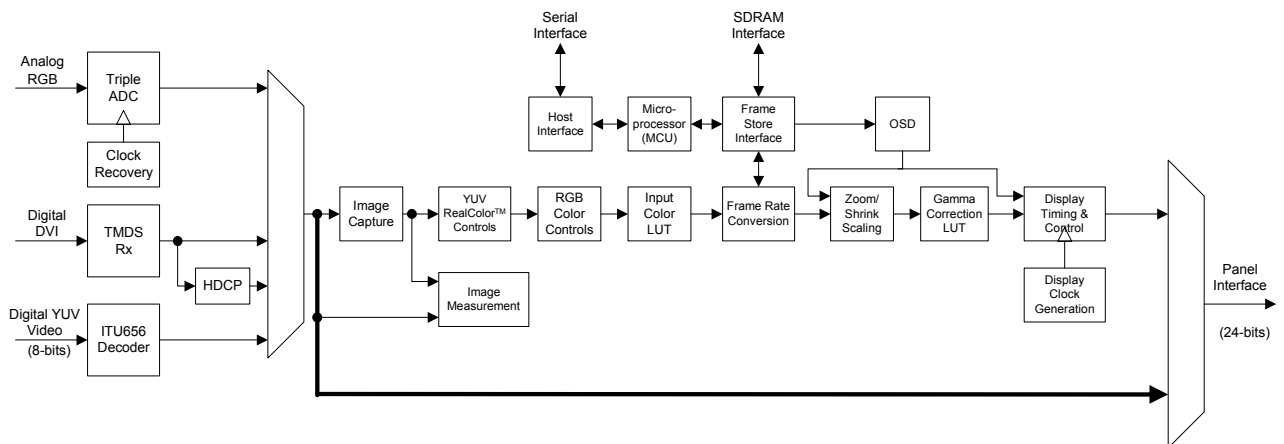 Serial
Interface
SDRAM
Interface
Analog
RGB
Triple
ADC
Clock
Recovery
Host
Interface
Micro-
processor
(MCU)
Frame
Store
Interface
OSD
Digital
DVI
TMDS
Rx
HDCP
Image
Capture
YUV
RealColor™
Controls
RGB
Color
Controls
Input
Color
LUT
Frame Rate
Conversion
Zoom/
Shrink
Scaling
Gamma
Correction
LUT
Display
Timing &
Control
Image
Measurement
Display
Clock
Generation
Panel
Interface
(24-bits)
Digital YUV
Video
(8-bits)
ITU656
Decoder